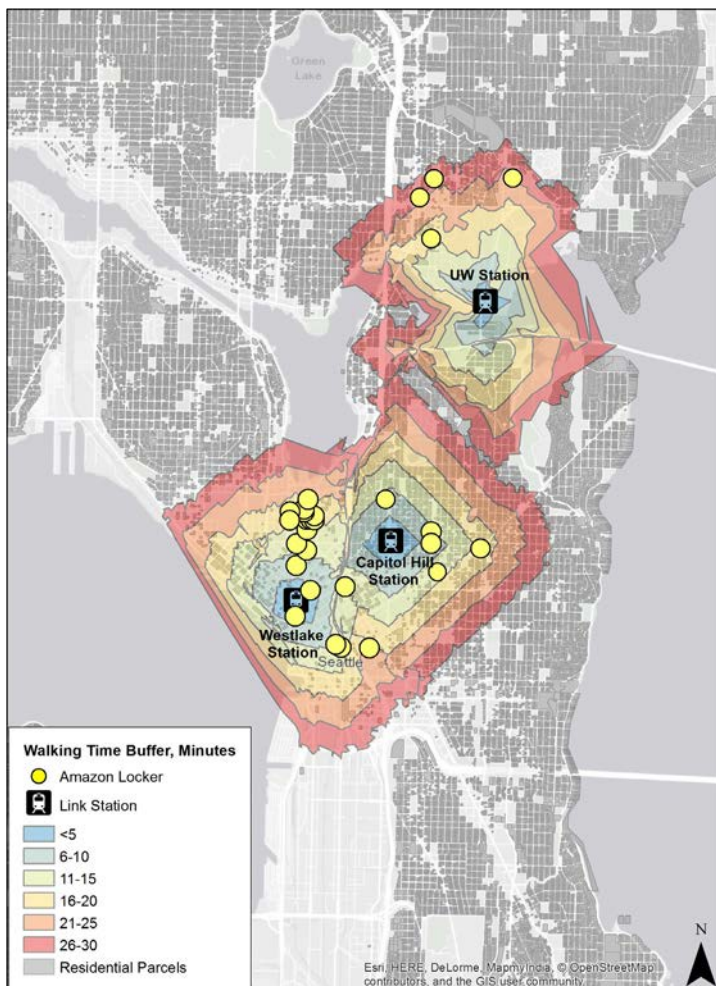 Green
Lake
UW Station
Capitol Hill
Station
Westlake
Station
Seattle
Walking Time Buffer, Minutes
Amazon Locker
Link Station
<5
6-10
11-15
16-20
21-25
26-30
Residential Parcels
N
Esri, HERE, DeLorme, MapmyIndia, © OpenStreetMap
contributors, and the GIS user community